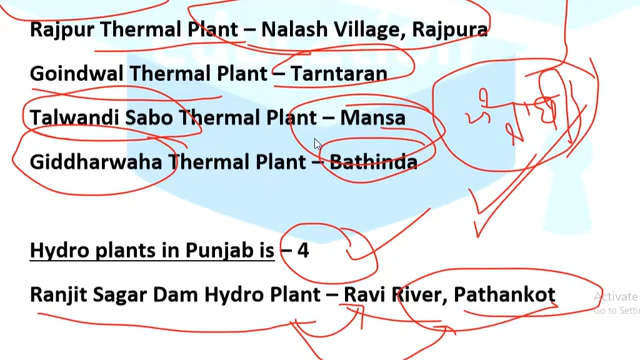 Rajpur Thermal Plant – Nalash Village, Rajpura
Goindwal Thermal Plant – Tarntaran
Talwandi Sabo Thermal Plant – Mansa
Giddharwaha Thermal Plant – Bathinda
Hydro plants in Punjab is – 4
Ranjit Sagar Dam Hydro Plant – Ravi River, Pathankot
Activate
Go to Setti